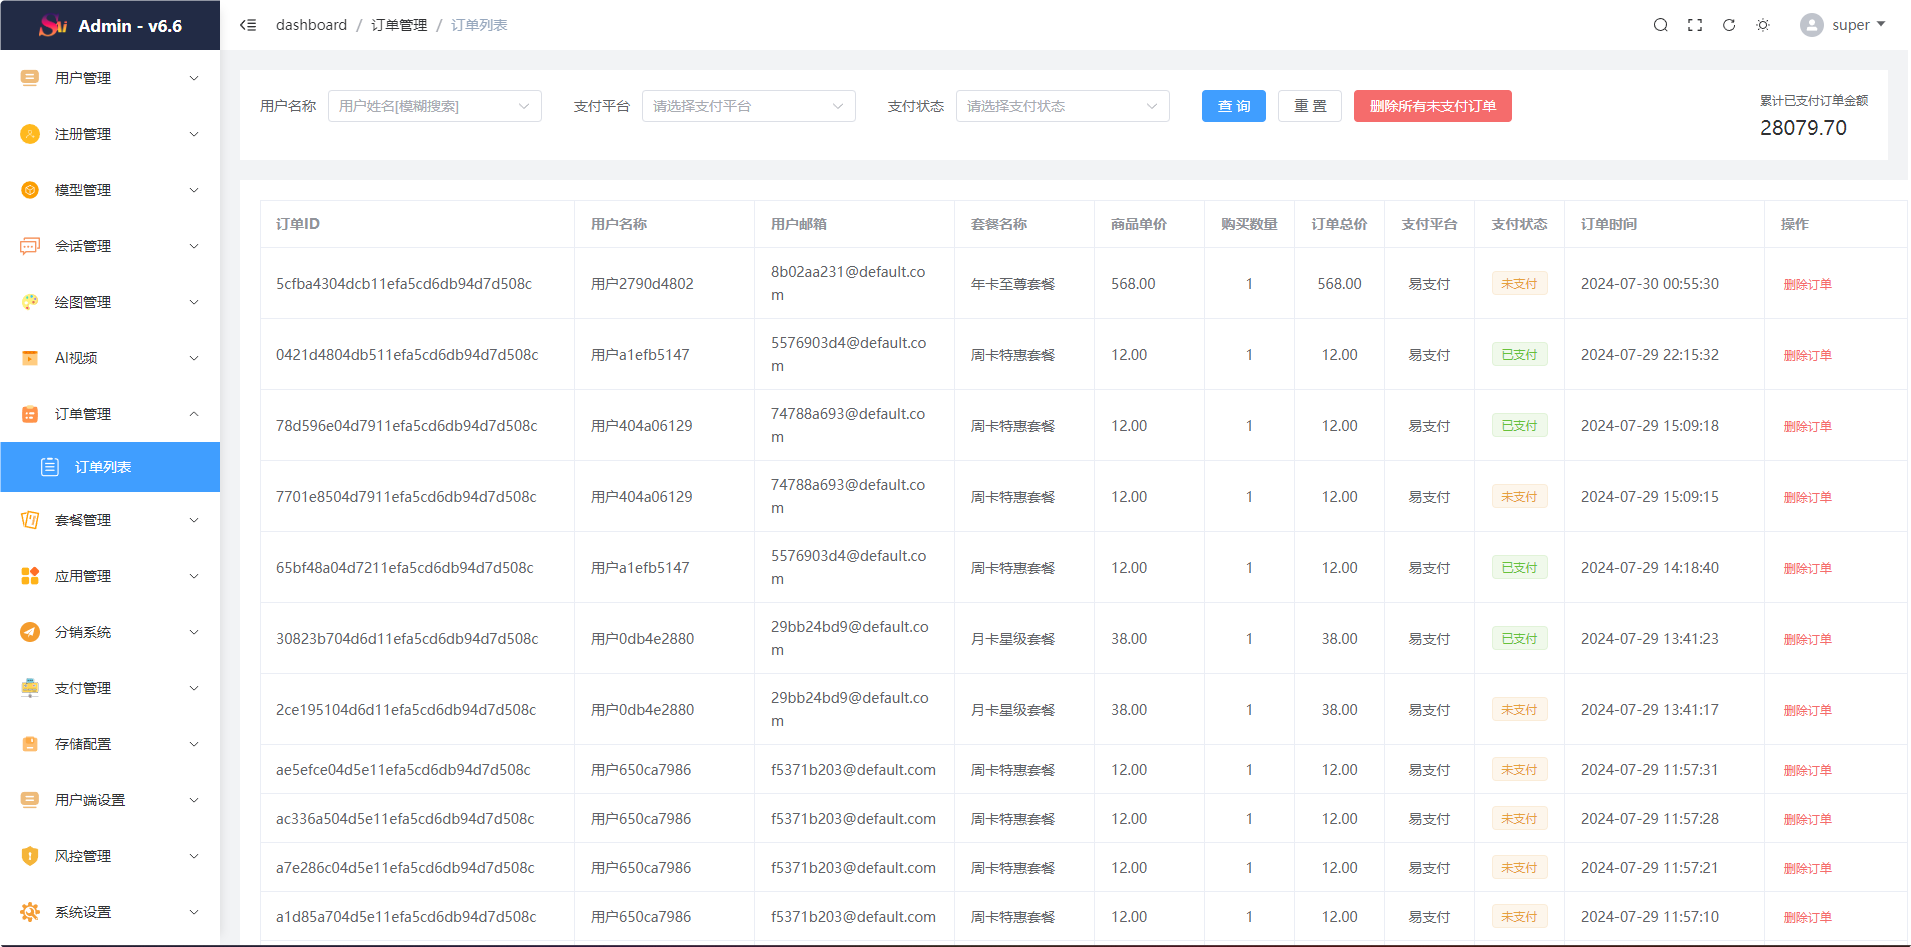 Sui Admin - v6.6
dashboard / 订单管理 / 订单列表
super
用户管理
注册管理
模型管理
会话管理
绘图管理
AI视频
订单管理
订单列表
套餐管理
应用管理
分销系统
支付管理
存储配置
用户端设置
风控管理
系统设置
用户名称 用户姓名[模糊搜索] 支付平台 请选择支付平台 支付状态 请选择支付状态 查 询 重 置 删除所有未支付订单
累计已支付订单金额
28079.70
订单ID 用户名称 用户邮箱 套餐名称 商品单价 购买数量 订单总价 支付平台 支付状态 订单时间 操作
5cfba4304dcb11efa5cd6db94d7d508c 用户2790d4802 8b02aa231@default.com 年卡至尊套餐 568.00 1 568.00 易支付 未支付 2024-07-30 00:55:30 删除订单
0421d4804db511efa5cd6db94d7d508c 用户a1efb5147 5576903d4@default.com 周卡特惠套餐 12.00 1 12.00 易支付 已支付 2024-07-29 22:15:32 删除订单
78d596e04d7911efa5cd6db94d7d508c 用户404a06129 74788a693@default.com 周卡特惠套餐 12.00 1 12.00 易支付 已支付 2024-07-29 15:09:18 删除订单
7701e8504d7911efa5cd6db94d7d508c 用户404a06129 74788a693@default.com 周卡特惠套餐 12.00 1 12.00 易支付 未支付 2024-07-29 15:09:15 删除订单
65bf48a04d7211efa5cd6db94d7d508c 用户a1efb5147 5576903d4@default.com 周卡特惠套餐 12.00 1 12.00 易支付 已支付 2024-07-29 14:18:40 删除订单
30823b704d6d11efa5cd6db94d7d508c 用户0db4e2880 29bb24bd9@default.com 月卡星级套餐 38.00 1 38.00 易支付 已支付 2024-07-29 13:41:23 删除订单
2ce195104d6d11efa5cd6db94d7d508c 用户0db4e2880 29bb24bd9@default.com 月卡星级套餐 38.00 1 38.00 易支付 未支付 2024-07-29 13:41:17 删除订单
ae5efce04d5e11efa5cd6db94d7d508c 用户650ca7986 f5371b203@default.com 周卡特惠套餐 12.00 1 12.00 易支付 未支付 2024-07-29 11:57:31 删除订单
ac336a504d5e11efa5cd6db94d7d508c 用户650ca7986 f5371b203@default.com 周卡特惠套餐 12.00 1 12.00 易支付 未支付 2024-07-29 11:57:28 删除订单
a7e286c04d5e11efa5cd6db94d7d508c 用户650ca7986 f5371b203@default.com 周卡特惠套餐 12.00 1 12.00 易支付 未支付 2024-07-29 11:57:21 删除订单
a1d85a704d5e11efa5cd6db94d7d508c 用户650ca7986 f5371b203@default.com 周卡特惠套餐 12.00 1 12.00 易支付 未支付 2024-07-29 11:57:10 删除订单